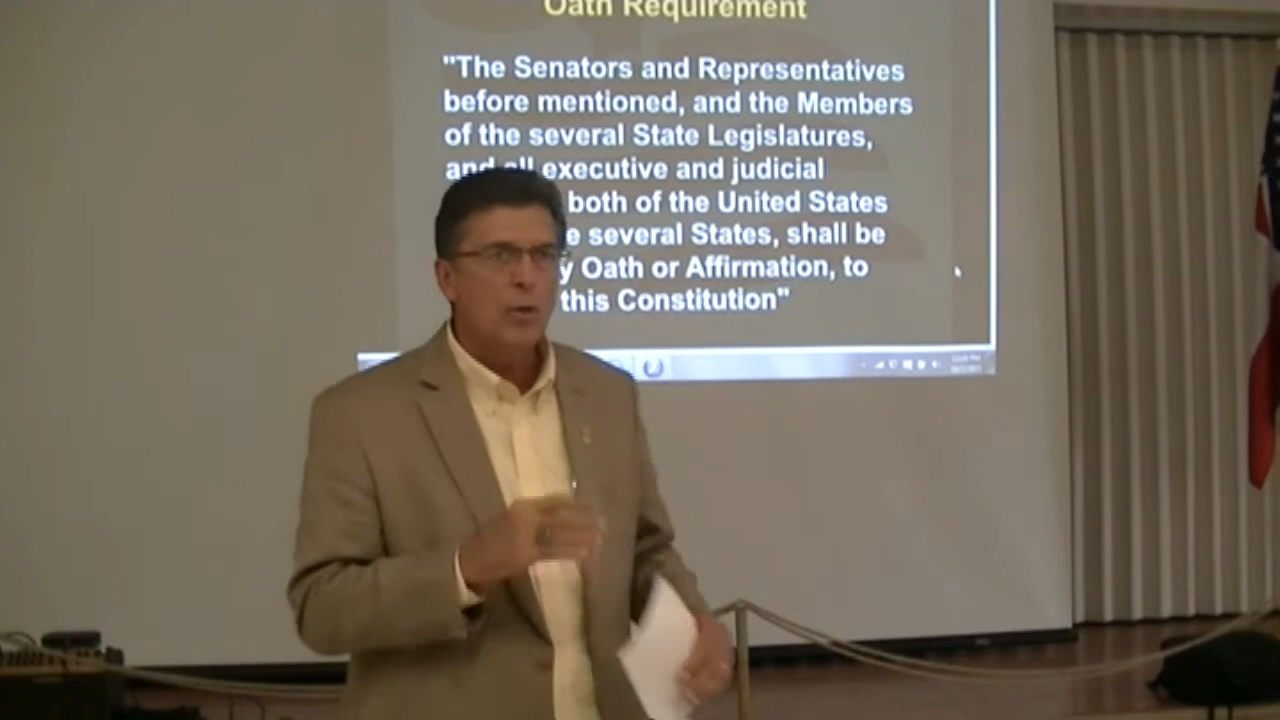 Oath Requirement
"The Senators and Representatives
before mentioned, and the Members
of the several State Legislatures,
and all executive and judicial
both of the United States
several States, shall be
Oath or Affirmation, to
this Constitution"